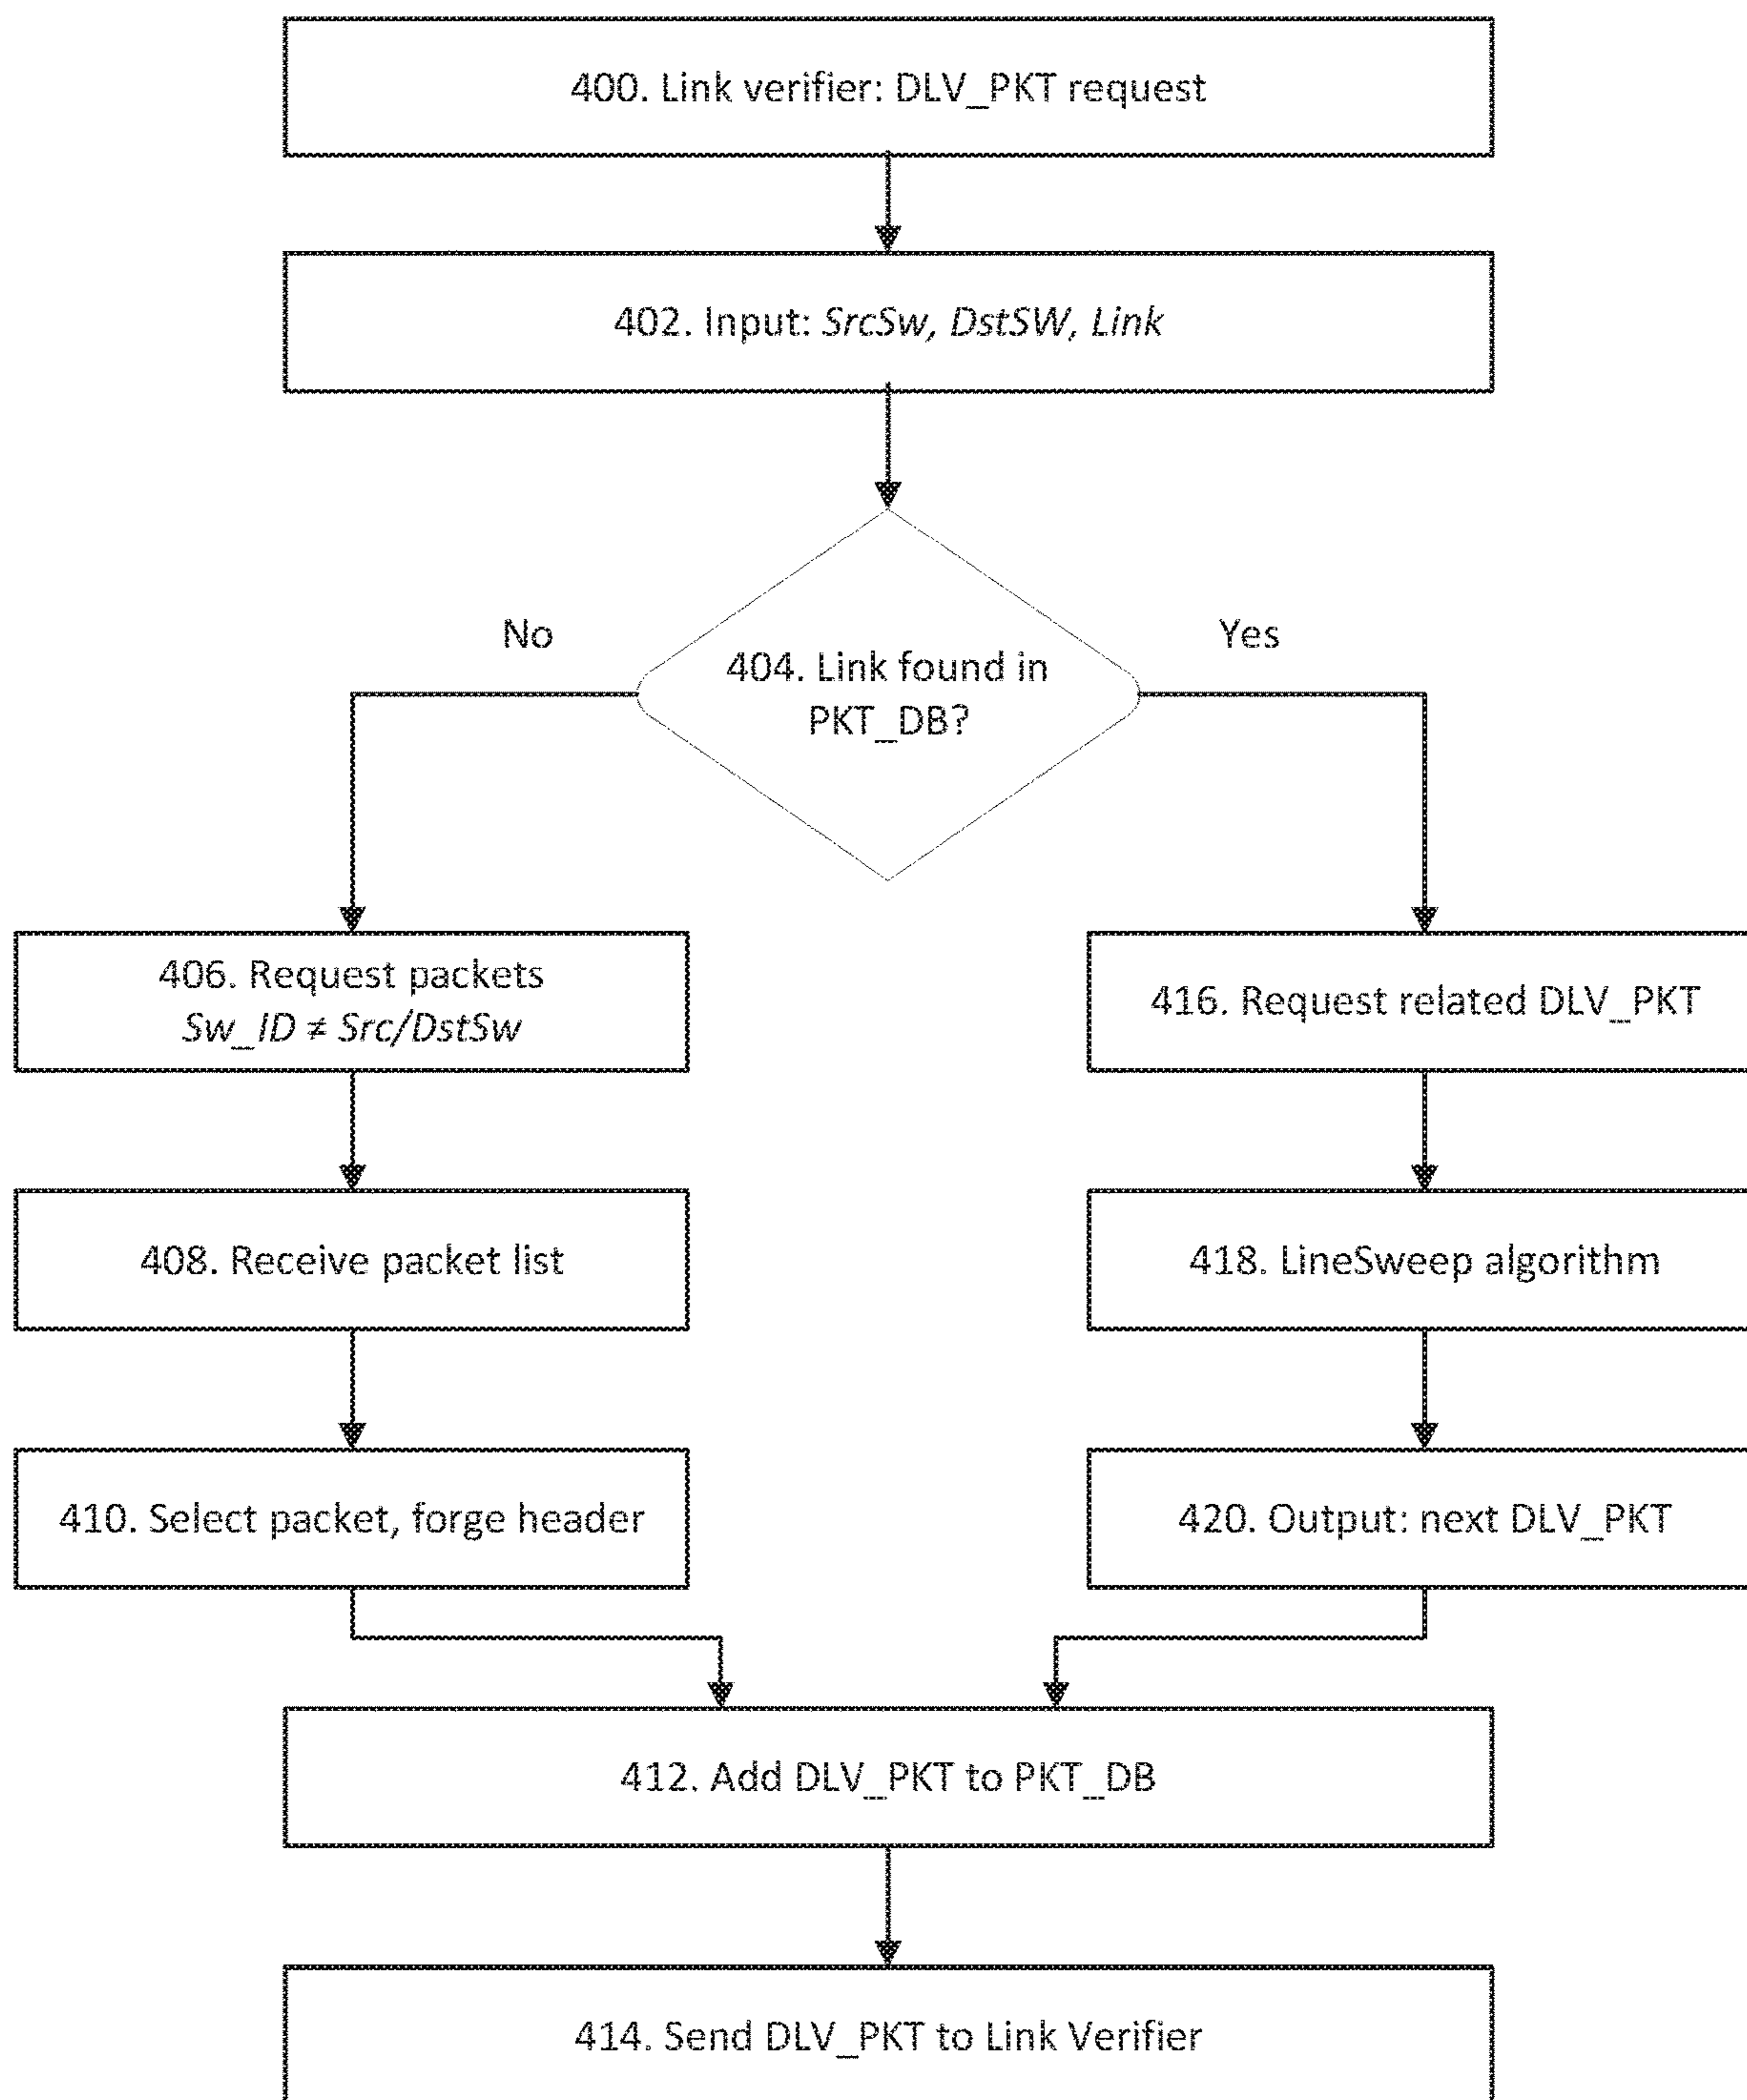 400. Link verifier: DLV_PKT request
402. Input: SrcSw, DstSW, Link
No
Yes
404. Link found in
PKT_DB?
406. Request packets
Sw_ID ≠ Src/DstSw
416. Request related DLV_PKT
408. Receive packet list
418. LineSweep algorithm
410. Select packet, forge header
420. Output: next DLV_PKT
412. Add DLV_PKT to PKT_DB
414. Send DLV_PKT to Link Verifier